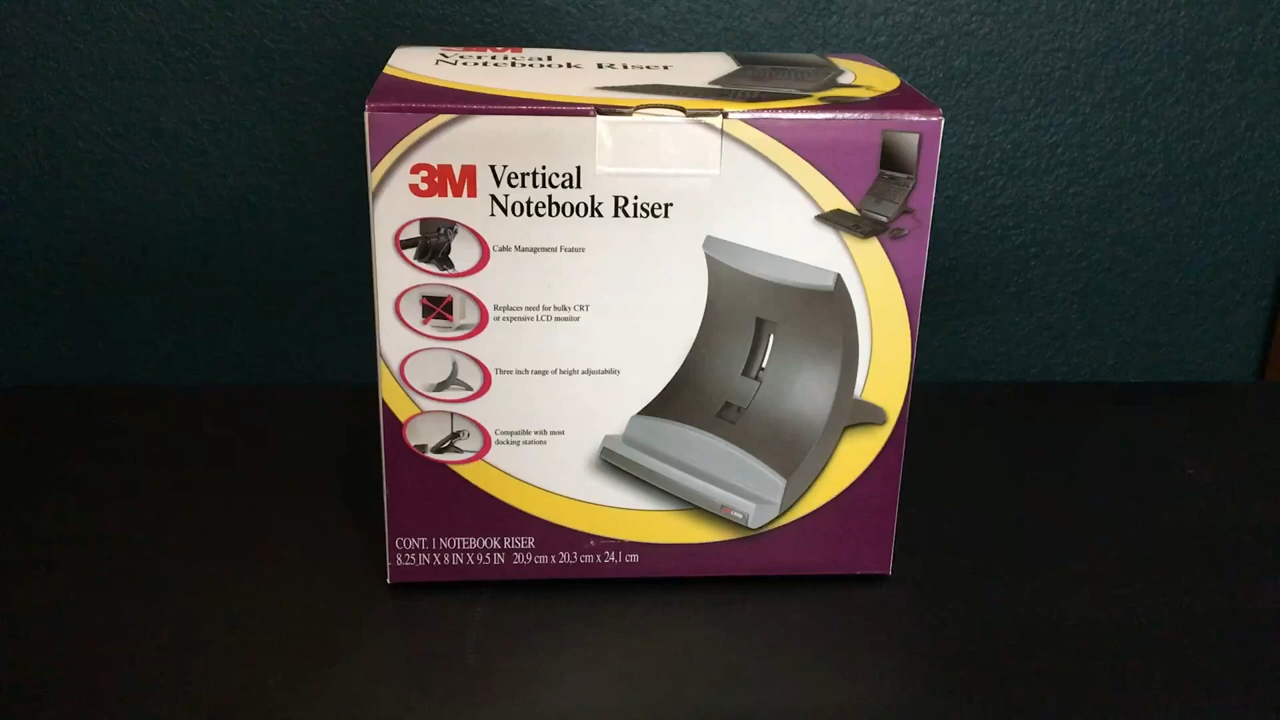 3M
Vertical
Notebook Riser
3M
Vertical
Notebook Riser
Cable Management Feature
Replaces need for bulky CRT
or expensive LCD monitor
Three inch range of height adjustability
Compatible with most
docking stations
CONT. 1 NOTEBOOK RISER
8.25 IN X 8 IN X 9.5 IN 20,9 cm x 20,3 cm x 24,1 cm